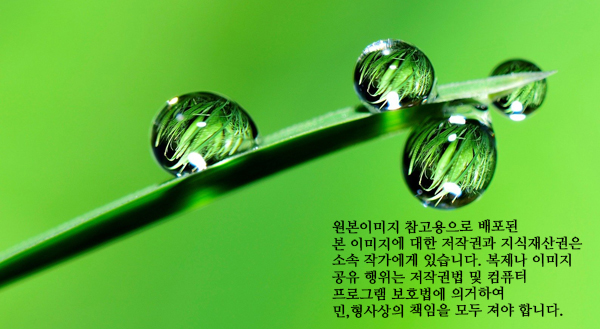 원본이미지 참고용으로 배포된
본 이미지에 대한 저작권과 지식재산권은
소속 작가에게 있습니다. 복제나 이미지
공유 행위는 저작권법 및 컴퓨터
프로그램 보호법에 의거하여
민,형사상의 책임을 모두 져야 합니다.